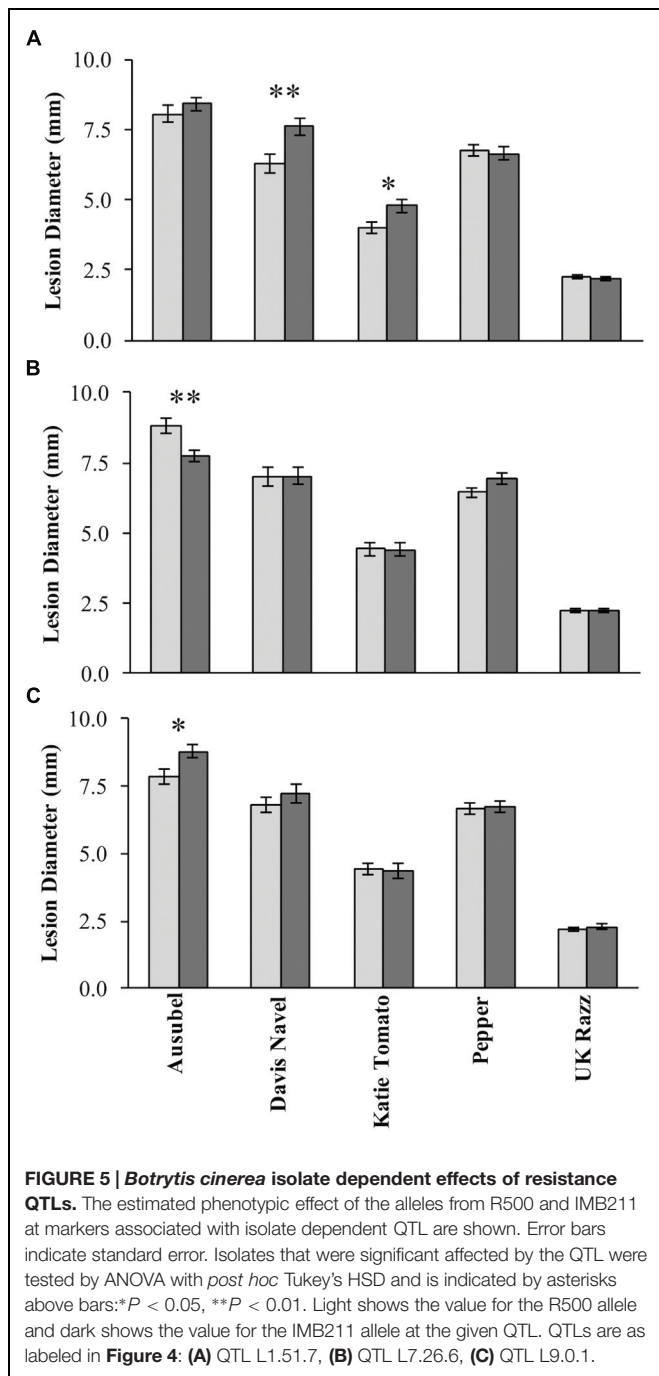 A
10.0
**
7.5
*
5.0
2.5
0.0
Lesion Diameter (mm)
B
10.0
**
7.5
5.0
2.5
0.0
Lesion Diameter (mm)
C
10.0
*
7.5
5.0
2.5
0.0
Lesion Diameter (mm)
Ausubel
Davis Navel
Katie Tomato
Pepper
UK Razz
FIGURE 5 | Botrytis cinerea isolate dependent effects of resistance
QTLs. The estimated phenotypic effect of the alleles from R500 and IMB211
at markers associated with isolate dependent QTL are shown. Error bars
indicate standard error. Isolates that were significant affected by the QTL were
tested by ANOVA with post hoc Tukey's HSD and is indicated by asterisks
above bars:*P < 0.05, **P < 0.01. Light shows the value for the R500 allele
and dark shows the value for the IMB211 allele at the given QTL. QTLs are as
labeled in Figure 4: (A) QTL L1.51.7, (B) QTL L7.26.6, (C) QTL L9.0.1.